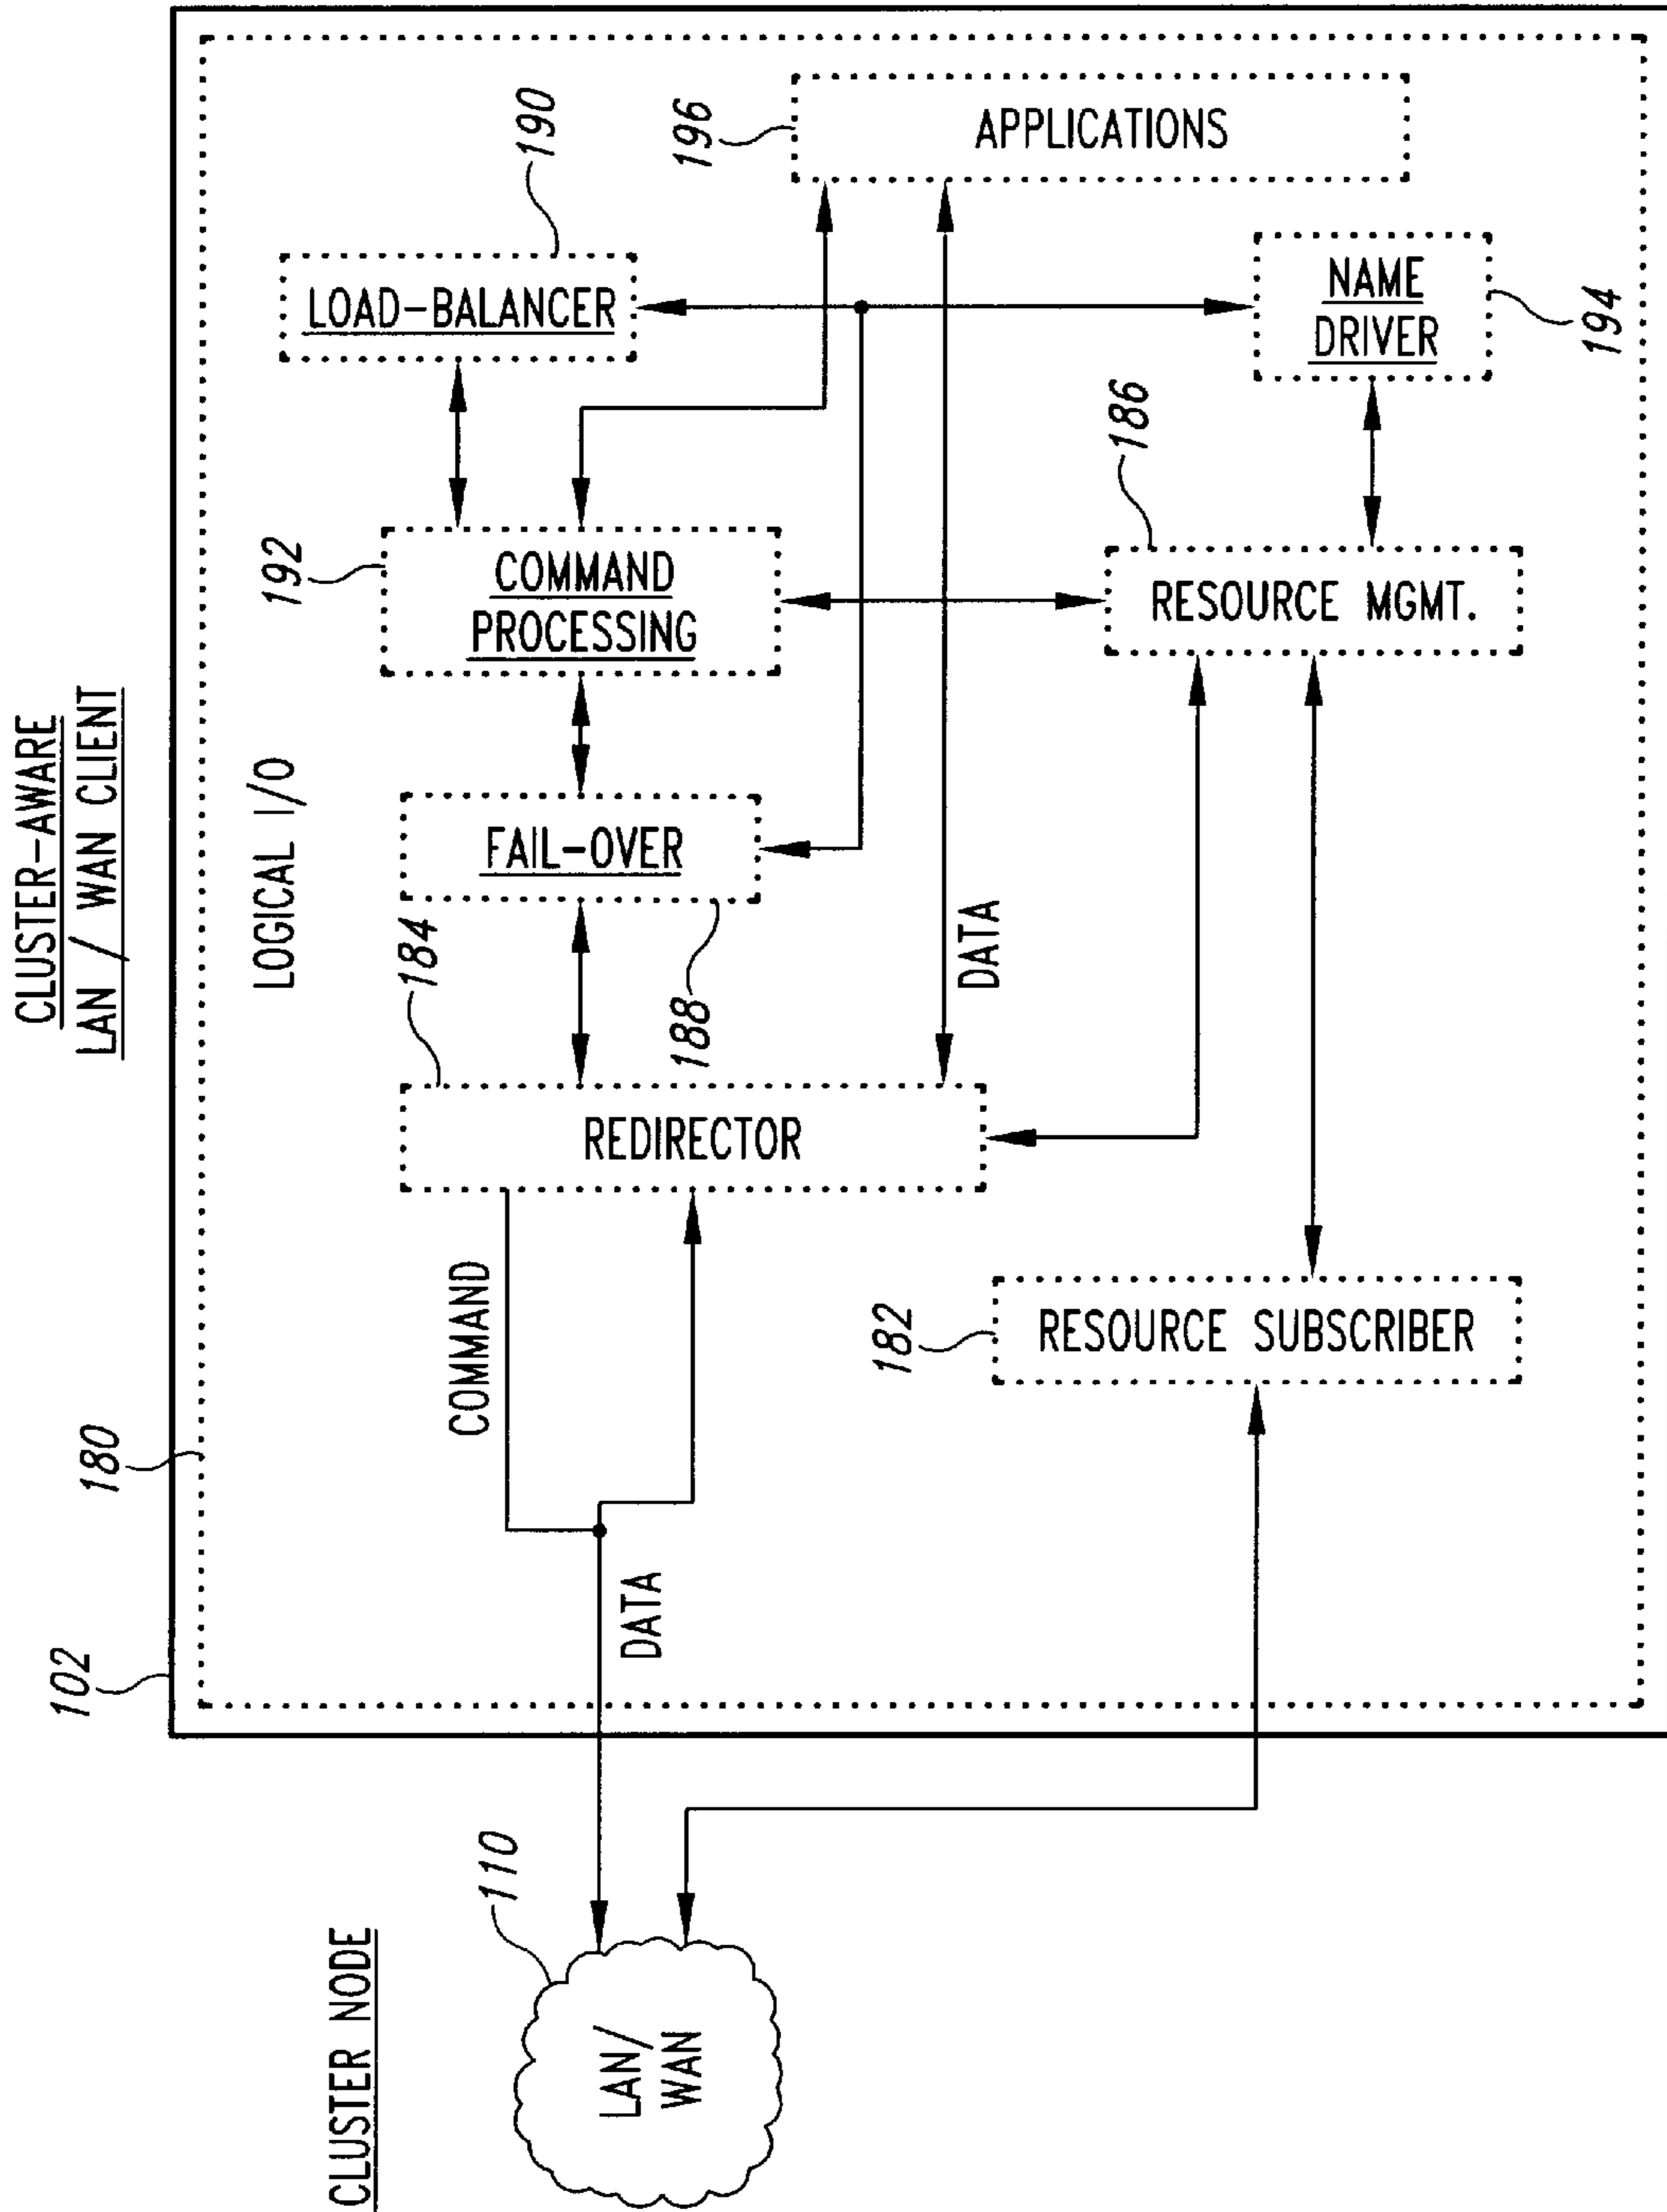 CLUSTER-AWARE
LAN / WAN CLIENT
CLUSTER NODE
110
LAN/
WAN
102
180
LOGICAL I/O
COMMAND
DATA
184
REDIRECTOR
188
FAIL-OVER
192
COMMAND
PROCESSING
190
LOAD-BALANCER
196
APPLICATIONS
DATA
182
RESOURCE SUBSCRIBER
186
RESOURCE MGMT.
NAME
DRIVER
194